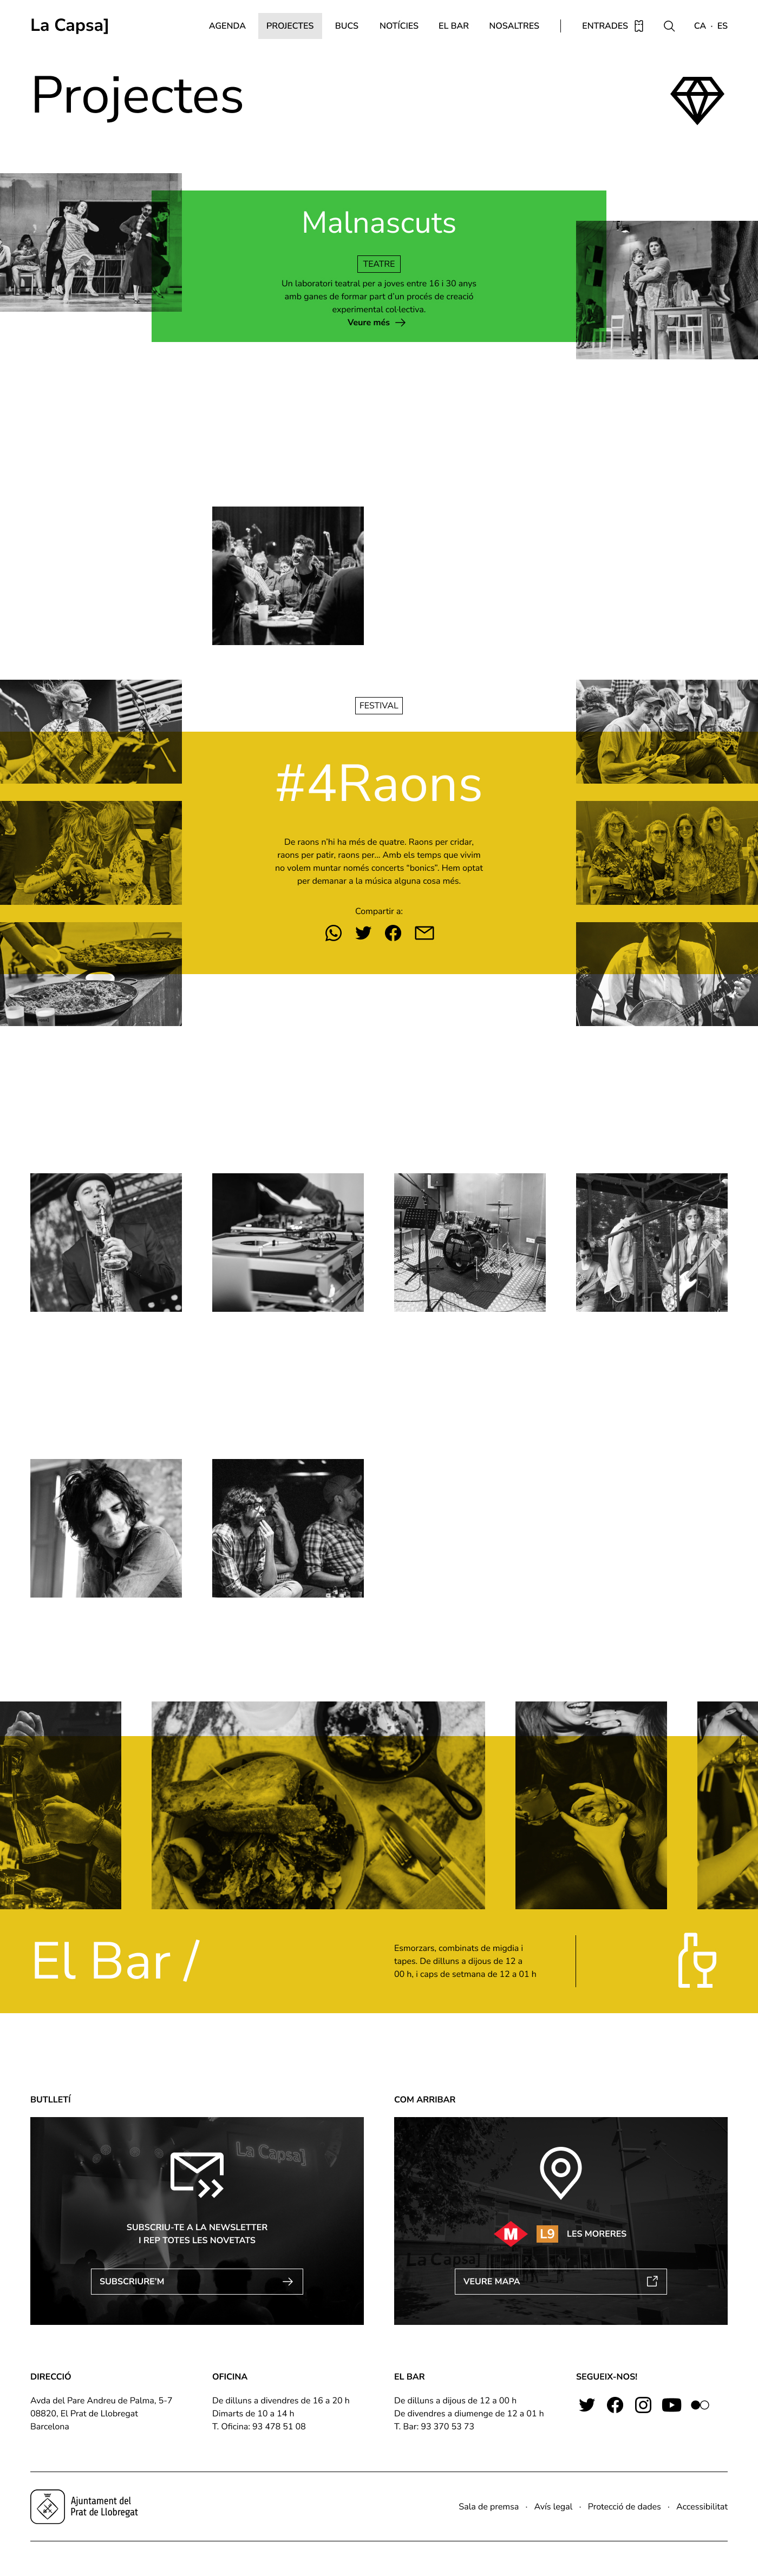 La Capsa]
AGENDA PROJECTES BUCS NOTÍCIES EL BAR NOSALTRES ENTRADES CA · ES
Projectes
Malnascuts
TEATRE
Un laboratori teatral per a joves entre 16 i 30 anys
amb ganes de formar part d’un procés de creació
experimental col·lectiva.
Veure més
FESTIVAL
#4Raons
De raons n’hi ha més de quatre. Raons per cridar,
raons per patir, raons per... Amb els temps que vivim
no volem muntar només concerts “bonics”. Hem optat
per demanar a la música alguna cosa més.
Compartir a:
El Bar /
Esmorzars, combinats de migdia i
tapes. De dilluns a dijous de 12 a
00 h, i caps de setmana de 12 a 01 h
BUTLLETÍ
La Capsa]
SUBSCRIU-TE A LA NEWSLETTER
I REP TOTES LES NOVETATS
SUBSCRIURE’M
COM ARRIBAR
M L9 LES MORERES
La Capsa]
VEURE MAPA
DIRECCIÓ
Avda del Pare Andreu de Palma, 5-7
08820, El Prat de Llobregat
Barcelona
OFICINA
De dilluns a divendres de 16 a 20 h
Dimarts de 10 a 14 h
T. Oficina: 93 478 51 08
EL BAR
De dilluns a dijous de 12 a 00 h
De divendres a diumenge de 12 a 01 h
T. Bar: 93 370 53 73
SEGUEIX-NOS!
Ajuntament del
Prat de Llobregat
Sala de premsa · Avís legal · Protecció de dades · Accessibilitat